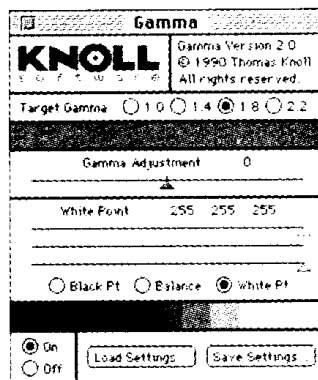 Gamma
KNOLL
software
Gamma Version 2.0
© 1990 Thomas Knoll
All rights reserved.
Target Gamma 1.0 1.4 1.8 2.2
Gamma Adjustment 0
White Point 255 255 255
Black Pt Balance White Pt
On
Off
Load Settings
Save Settings